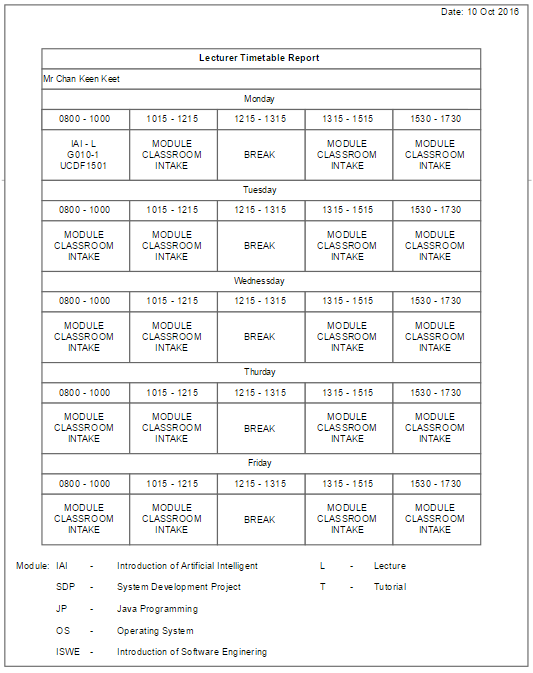 Date: 10 Oct 2016
Lecturer Timetable Report
Mr Chan Keen Keet
Monday
0800 - 1000 1015 - 1215 1215 - 1315 1315 - 1515 1530 - 1730
IAI - L MODULE MODULE MODULE
G010-1 CLASSROOM BREAK CLASSROOM CLASSROOM
UCDF1501 INTAKE INTAKE INTAKE
Tuesday
0800 - 1000 1015 - 1215 1215 - 1315 1315 - 1515 1530 - 1730
MODULE MODULE MODULE MODULE
CLASSROOM CLASSROOM BREAK CLASSROOM CLASSROOM
INTAKE INTAKE INTAKE INTAKE
Wednesday
0800 - 1000 1015 - 1215 1215 - 1315 1315 - 1515 1530 - 1730
MODULE MODULE MODULE MODULE
CLASSROOM CLASSROOM BREAK CLASSROOM CLASSROOM
INTAKE INTAKE INTAKE INTAKE
Thurday
0800 - 1000 1015 - 1215 1215 - 1315 1315 - 1515 1530 - 1730
MODULE MODULE MODULE MODULE
CLASSROOM CLASSROOM BREAK CLASSROOM CLASSROOM
INTAKE INTAKE INTAKE INTAKE
Friday
0800 - 1000 1015 - 1215 1215 - 1315 1315 - 1515 1530 - 1730
MODULE MODULE MODULE MODULE
CLASSROOM CLASSROOM BREAK CLASSROOM CLASSROOM
INTAKE INTAKE INTAKE INTAKE
Module: IAI - Introduction of Artificial Intelligent L - Lecture
SDP - System Development Project T - Tutorial
JP - Java Programming
OS - Operating System
ISWE - Introduction of Software Enginering